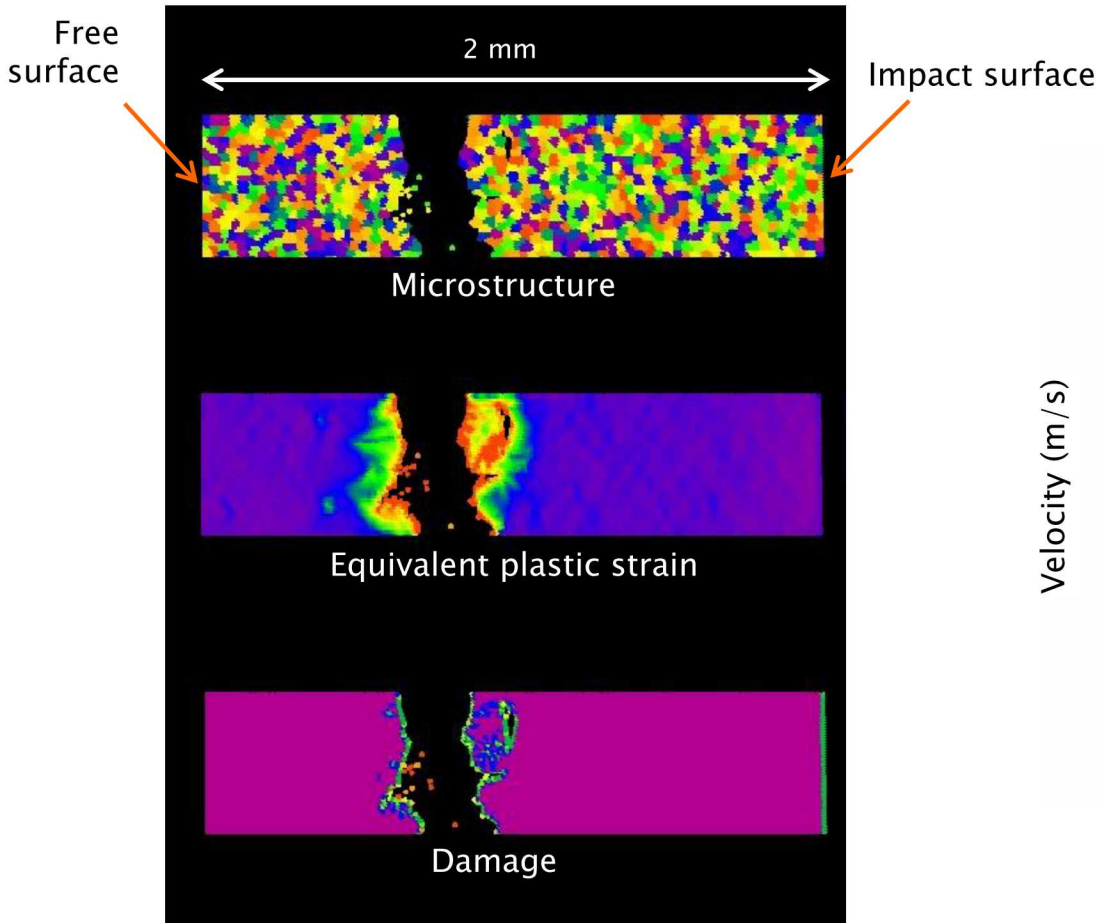 Free
surface
2 mm
Impact surface
Microstructure
Equivalent plastic strain
Velocity (m/s)
Damage